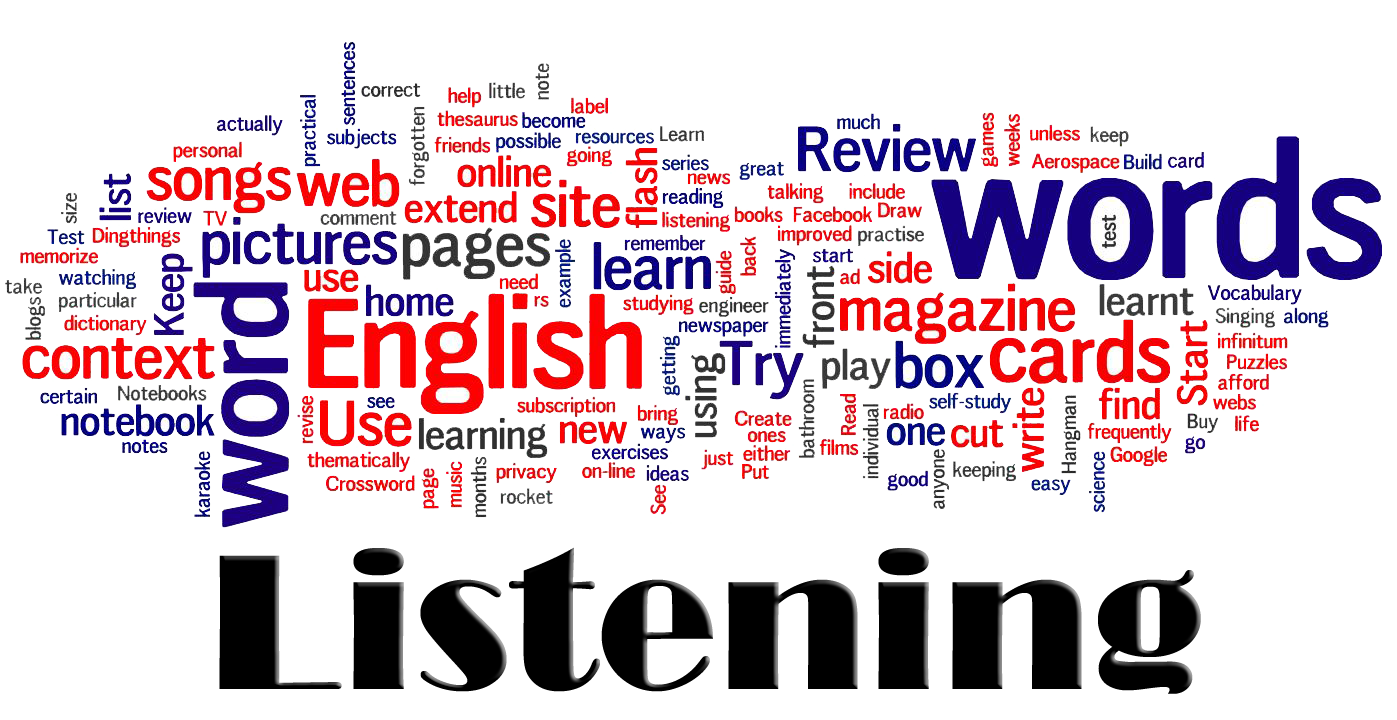 sentences
correct
help
little
note
label
practical
actually
subjects
forgotten
thesaurus
become
friends
possible
resources
Learn
going
personal
songs
web
online
flash
series
news
great
Review
much
games
weeks
unless
keep
Aerospace
Build
card
words
test
list
size
review
TV
comment
extend
site
reading
listening
talking
include
books
Facebook
Draw
improved
practise
Test
Dingthings
memorize
pictures
pages
example
learn
remember
guide
back
immediately
start
ad
side
take
watching
Keep
word
use
home
need
rs
studying
engineer
newspaper
front
magazine
learnt
Vocabulary
blogse
particular
dictionary
English
Singing
along
context
getting
using
Try
play
box
cards
Start
infinitum
Puzzles
afford
webs
certain
Notebooks
notebook
notes
revise
see
Use
learning
subscription
new
bring
ways
Create
ones
either
Put
bathroom
Read
films
individual
radio
self-study
one
cut
write
Hangman
find
frequently
Google
Buy
go
life
karaoke
thematically
Crossword
page
music
months
privacy
rocket
exercises
on-line
ideas
See
just
good
anyone
keeping
easy
science
Listening